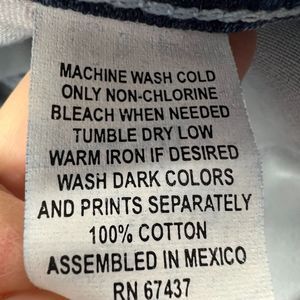 MACHINE WASH COLD
ONLY NON-CHLORINE
BLEACH WHEN NEEDED
TUMBLE DRY LOW
WARM IRON IF DESIRED
WASH DARK COLORS
AND PRINTS SEPARATELY
100% COTTON
ASSEMBLED IN MEXICO
RN 67437